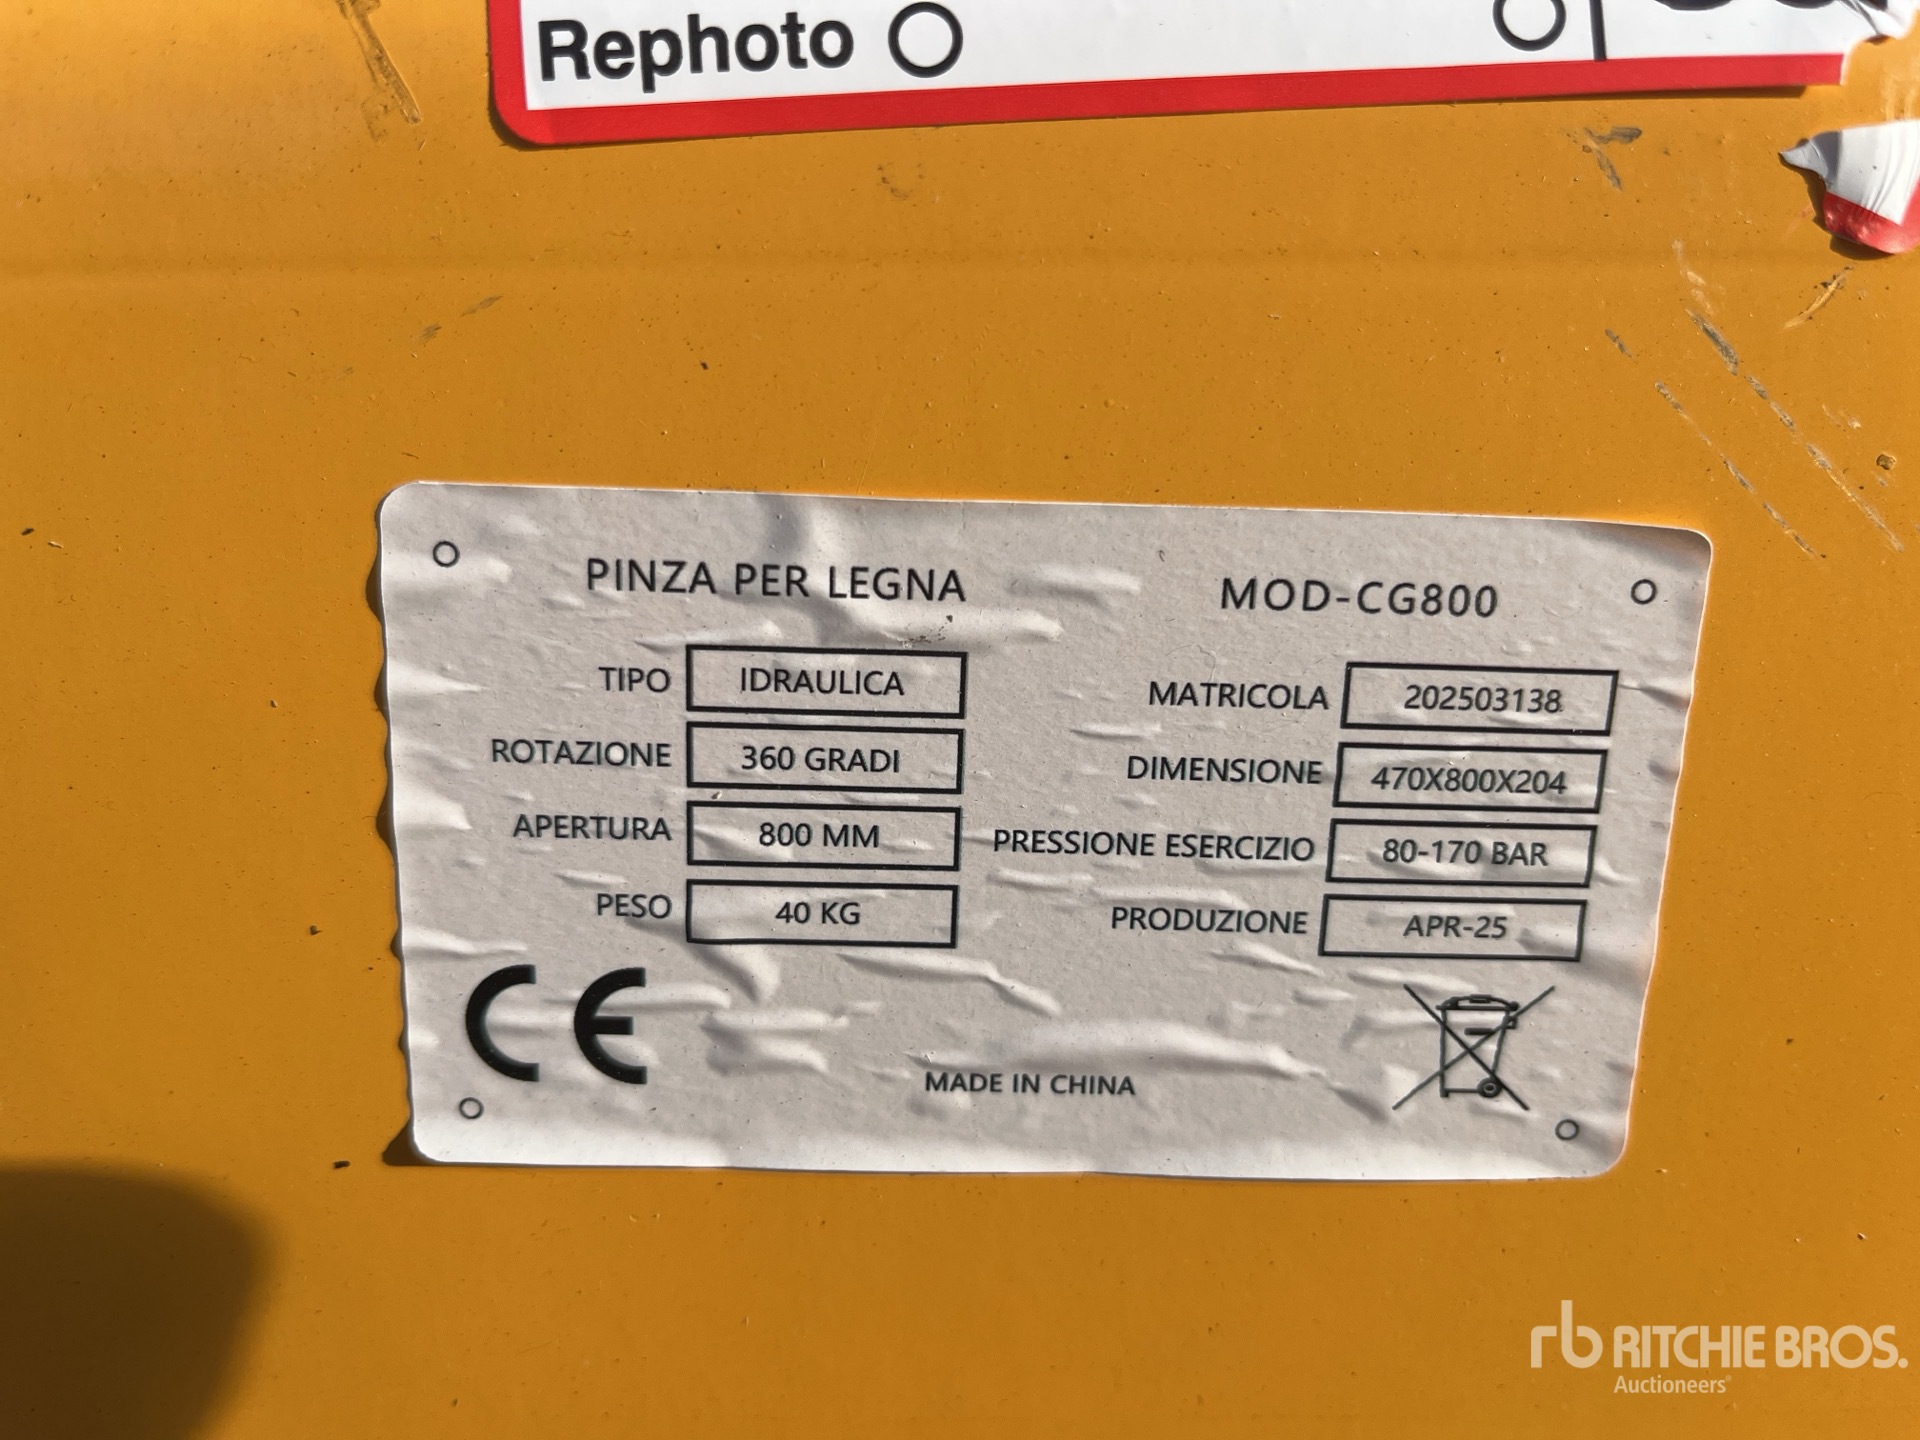 Rephoto
PINZA PER LEGNA
MOD-CG800
TIPO IDRAULICA
MATRICOLA 202503138
ROTAZIONE 360 GRADI
DIMENSIONE 470X800X204
APERTURA 800 MM
PRESSIONE ESERCIZIO 80-170 BAR
PESO 40 KG
PRODUZIONE APR-25
CE
MADE IN CHINA
rb RITCHIE BROS.
Auctioneers